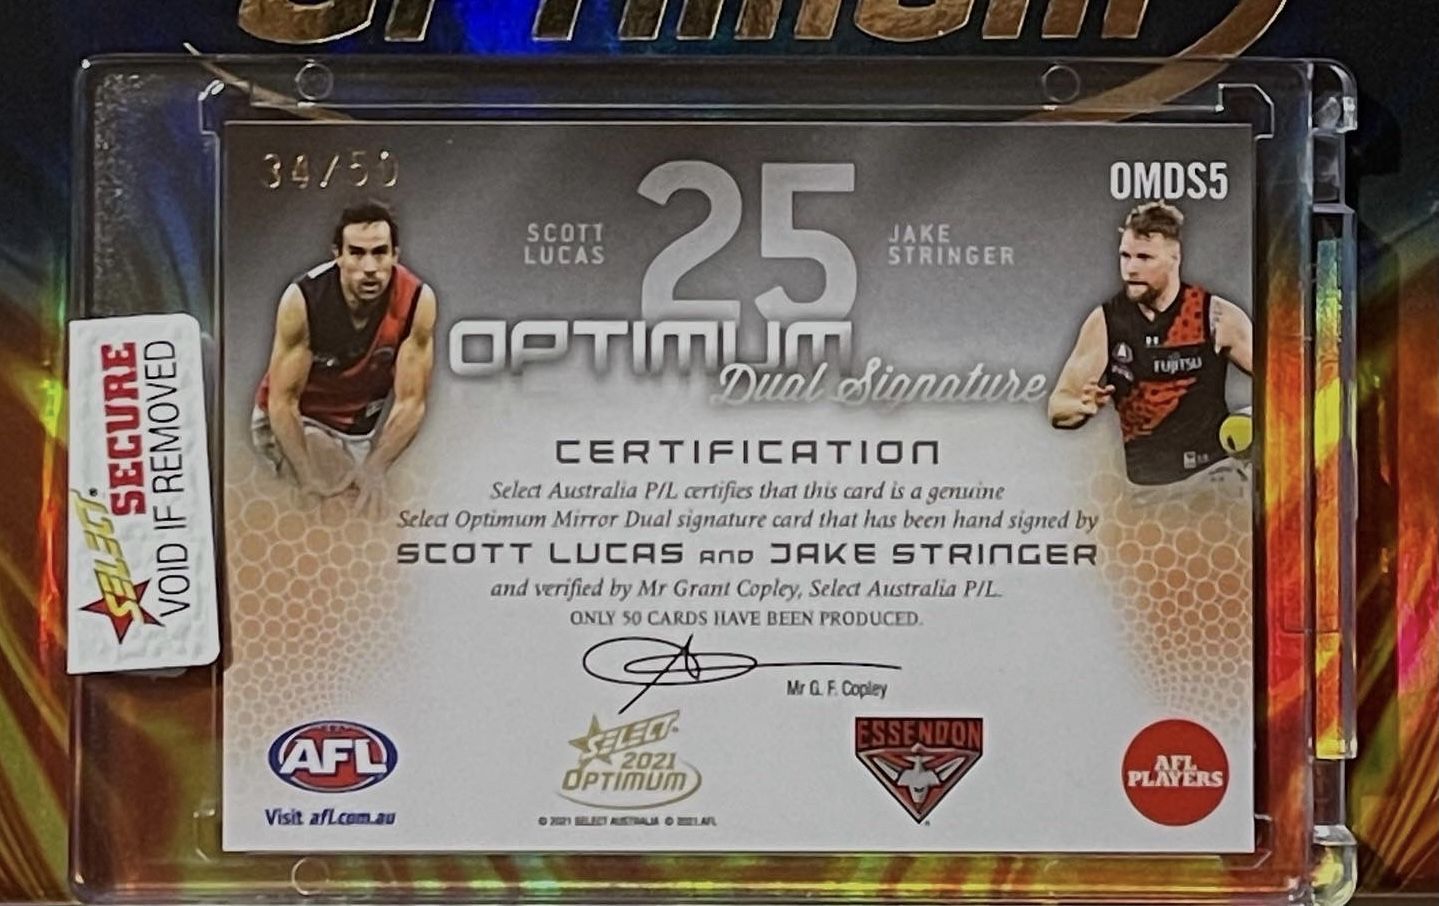 OPTIMUM
34/50
25
OMDS5
SCOTT
LUCAS
JAKE
STRINGER
OPTIMUM
Dual Signature
FUJITSU
CERTIFICATION
Select Australia P/L certifies that this card is a genuine
Select Optimum Mirror Dual signature card that has been hand signed by
SCOTT LUCAS AND JAKE STRINGER
and verified by Mr Grant Copley, Select Australia P/L.
ONLY 50 CARDS HAVE BEEN PRODUCED.
Mr G. F. Copley
SELECT
SECURE
VOID IF REMOVED
AFL
Visit afl.com.au
SELECT
2021
OPTIMUM
© 2021 SELECT AUSTRALIA © 2021 AFL
ESSENDON
AFL
PLAYERS